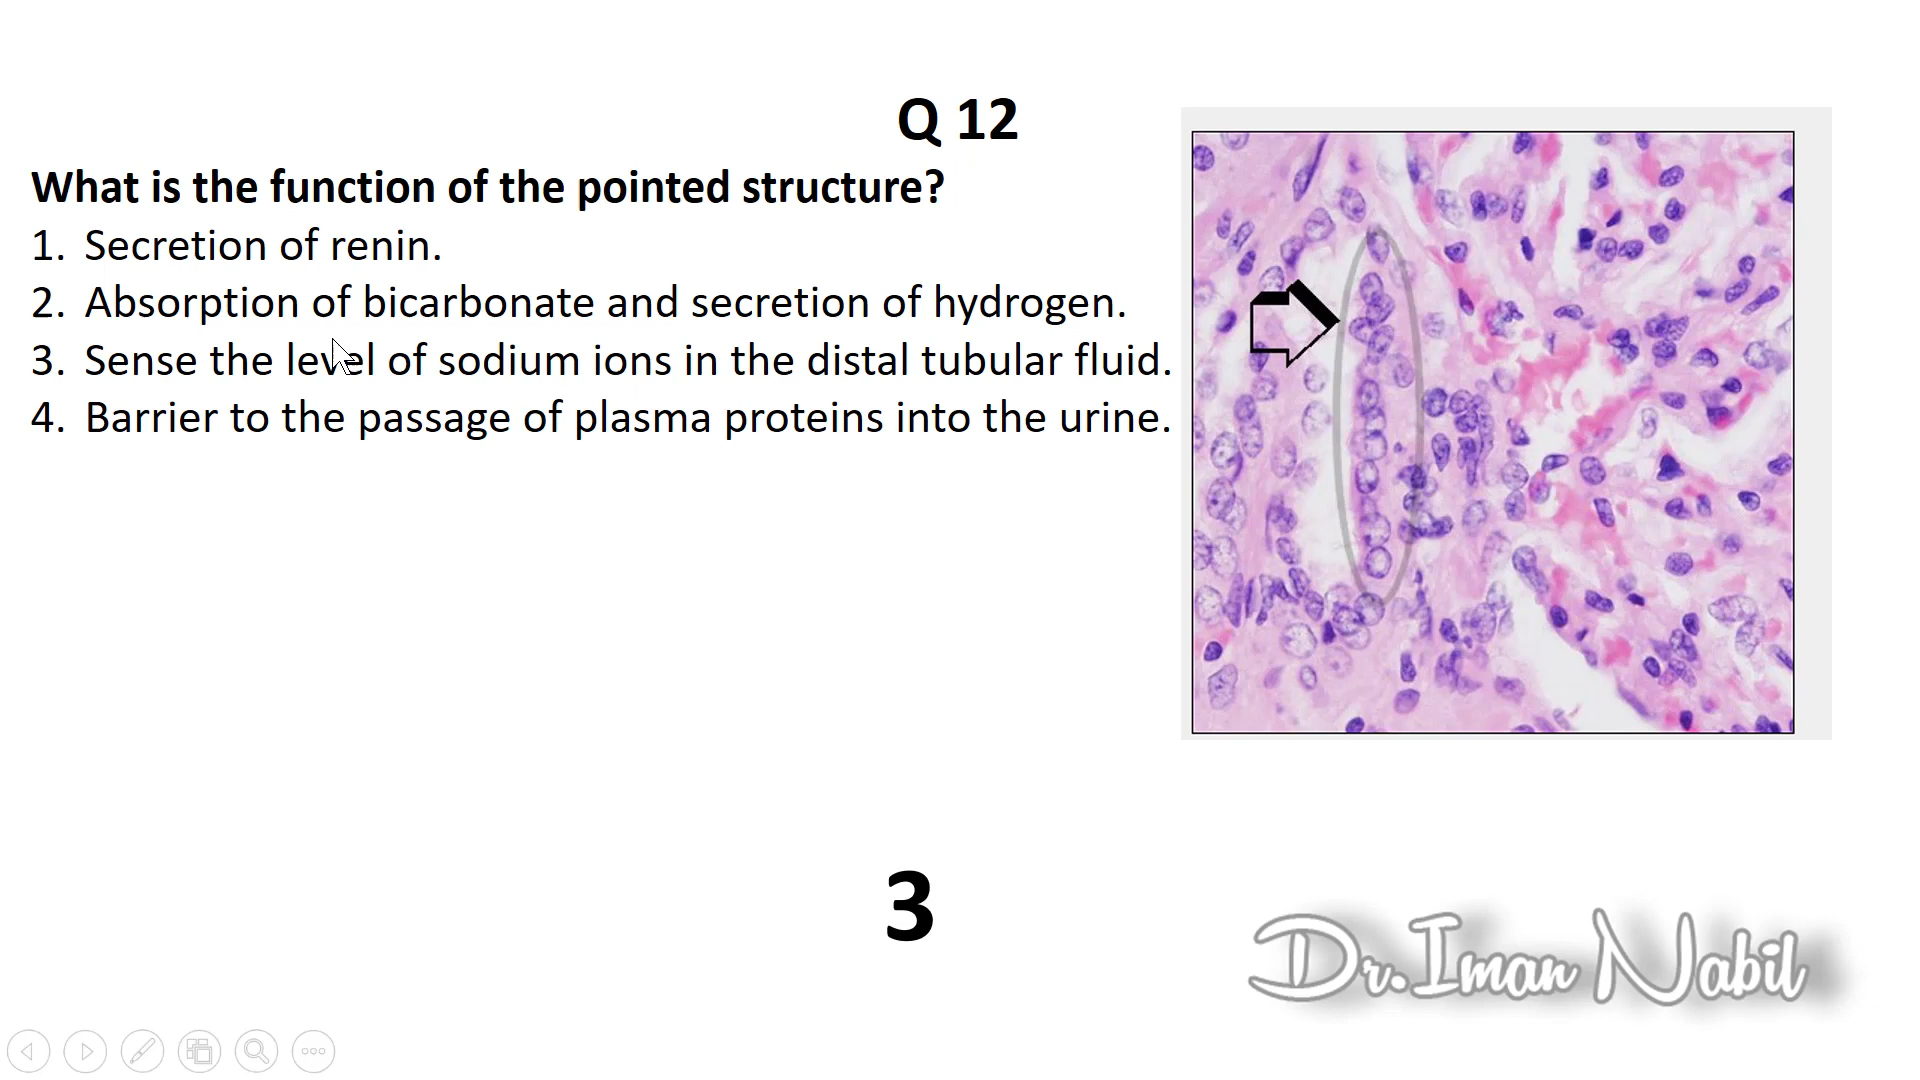 Q 12
What is the function of the pointed structure?
1. Secretion of renin.
2. Absorption of bicarbonate and secretion of hydrogen.
3. Sense the level of sodium ions in the distal tubular fluid.
4. Barrier to the passage of plasma proteins into the urine.
3
Dr.Iman Nabil